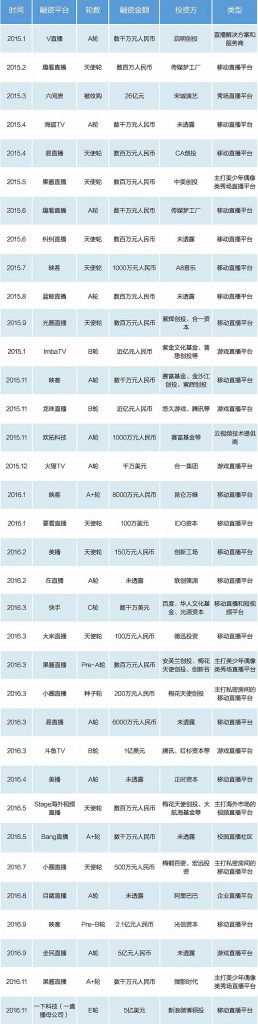 时间 融资平台 轮数 融资金额 投资方 类型
2015.1 V直播 A轮 数千万元人民币 启明创投 直播解决方案和服务商
2015.2 趣看直播 天使轮 数百万人民币 传媒梦工厂 移动直播平台
2015.3 六间房 被收购 26亿元 宋城演艺 秀场直播平台
2015.4 海盗TV A轮 数千万元人民币 未透露 移动直播平台
2015.4 易直播 天使轮 数百万人民币 CA创投 移动直播平台
2015.5 果酱直播 天使轮 数百万人民币 中美创投 主打美少年偶像类秀场直播平台
2015.6 趣看直播 A轮 数千万元人民币 传媒梦工厂 移动直播平台
2015.6 纠纠直播 天使轮 数百万人民币 未透露 移动直播平台
2015.7 映客 天使轮 1000万元人民币 A8音乐 移动直播平台
2015.8 蓝鲸直播 A轮 数百万人民币 未透露 移动直播平台
2015.9 光圈直播 天使轮 数百万人民币 紫辉创投、合一资本 移动直播平台
2015.1 ImbaTV B轮 近亿元人民币 紫金文化基金、普思创投等 游戏直播平台
2015.11 映客 A轮 数千万元人民币 赛富基金、金沙江创投、紫辉创投 移动直播平台
2015.11 龙珠直播 B轮 近亿元人民币 悠久游戏、腾讯等 游戏直播平台
2015.11 欢拓科技 A轮 1000万元人民币 赛富基金等 云视频技术提供商
2015.12 火猫TV A轮 千万美元 合一集团 游戏直播平台
2016.1 映客 A+轮 8000万元人民币 昆仑万维 移动直播平台
2016.1 要看直播 天使轮 100万美元 IDG资本 移动直播平台
2016.2 美播 天使轮 150万元人民币 创新工场 移动直播平台
2016.2 在直播 A轮 未透露 联创策源 移动直播平台
2016.3 快手 C轮 数千万美元 百度、华人文化基金、光源资本 移动直播和短视频平台
2016.3 大米直播 天使轮 100万元人民币 臻迅投资 移动直播平台
2016.3 果酱直播 Pre-A轮 数百万元人民币 安芙兰创投、梅花天使创投、创新谷 主打美少年偶像类秀场直播平台
2016.3 小圈直播 种子轮 200万元人民币 梅花天使创投 主打私密房间的移动直播平台
2016.3 易直播 A轮 6000万元人民币 未透露 移动直播平台
2016.3 斗鱼TV B轮 1亿美元 腾讯、红杉资本等 游戏直播平台
2016.4 美播 A轮 未透露 正时资本 移动直播平台
2016.5 Stage海外视频直播 天使轮 数百万人民币 梅花天使创投、大航海基金等 主打海外市场的视频直播平台
2016.5 Bang直播 A+轮 数千万元人民币 未透露 校园直播社区
2016.7 小圈直播 天使轮 500万元人民币 梅鹤百姿、宏远投资 主打私密房间的移动直播平台
2016.8 目睹直播 A轮 未透露 阿里巴巴 企业直播平台
2016.9 映客 Pre-B轮 2.1亿元人民币 光信资本 移动直播平台
2016.9 全民直播 A轮 5亿元人民币 未透露 游戏直播平台
2016.11 果酱直播 A+轮 数千万元人民币 微影时代 主打美少年偶像类秀场直播平台
2016.11 一下科技（一直播母公司） E轮 5亿美元 新浪微博领投 移动直播平台